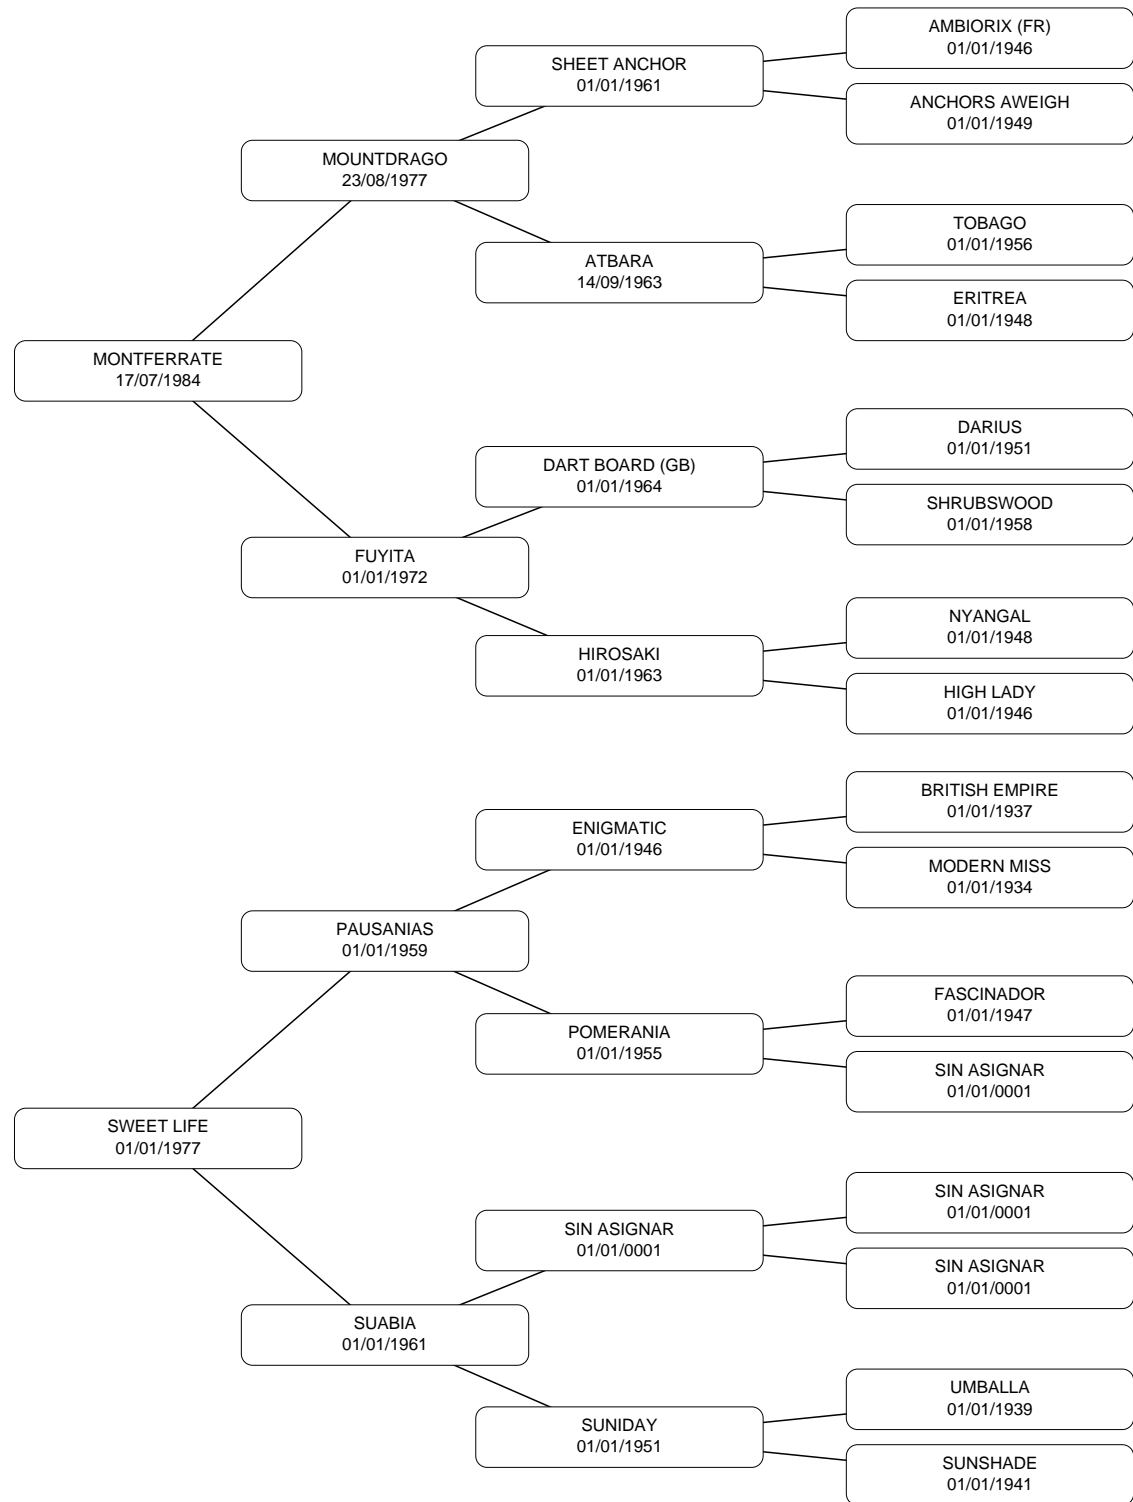 AMBIORIX (FR)
01/01/1946
SHEET ANCHOR
01/01/1961
ANCHORS AWEIGH
01/01/1949
MOUNTDRAGO
23/08/1977
TOBAGO
01/01/1956
ATBARA
14/09/1963
ERITREA
01/01/1948
MONTFERRATE
17/07/1984
DARIUS
01/01/1951
DART BOARD (GB)
01/01/1964
SHRUBSWOOD
01/01/1958
FUYITA
01/01/1972
NYANGAL
01/01/1948
HIROSAKI
01/01/1963
HIGH LADY
01/01/1946
BRITISH EMPIRE
01/01/1937
ENIGMATIC
01/01/1946
MODERN MISS
01/01/1934
PAUSANIAS
01/01/1959
FASCINADOR
01/01/1947
POMERANIA
01/01/1955
SIN ASIGNAR
01/01/0001
SWEET LIFE
01/01/1977
SIN ASIGNAR
01/01/0001
SIN ASIGNAR
01/01/0001
SIN ASIGNAR
01/01/0001
SUABIA
01/01/1961
UMBALLA
01/01/1939
SUNIDAY
01/01/1951
SUNSHADE
01/01/1941